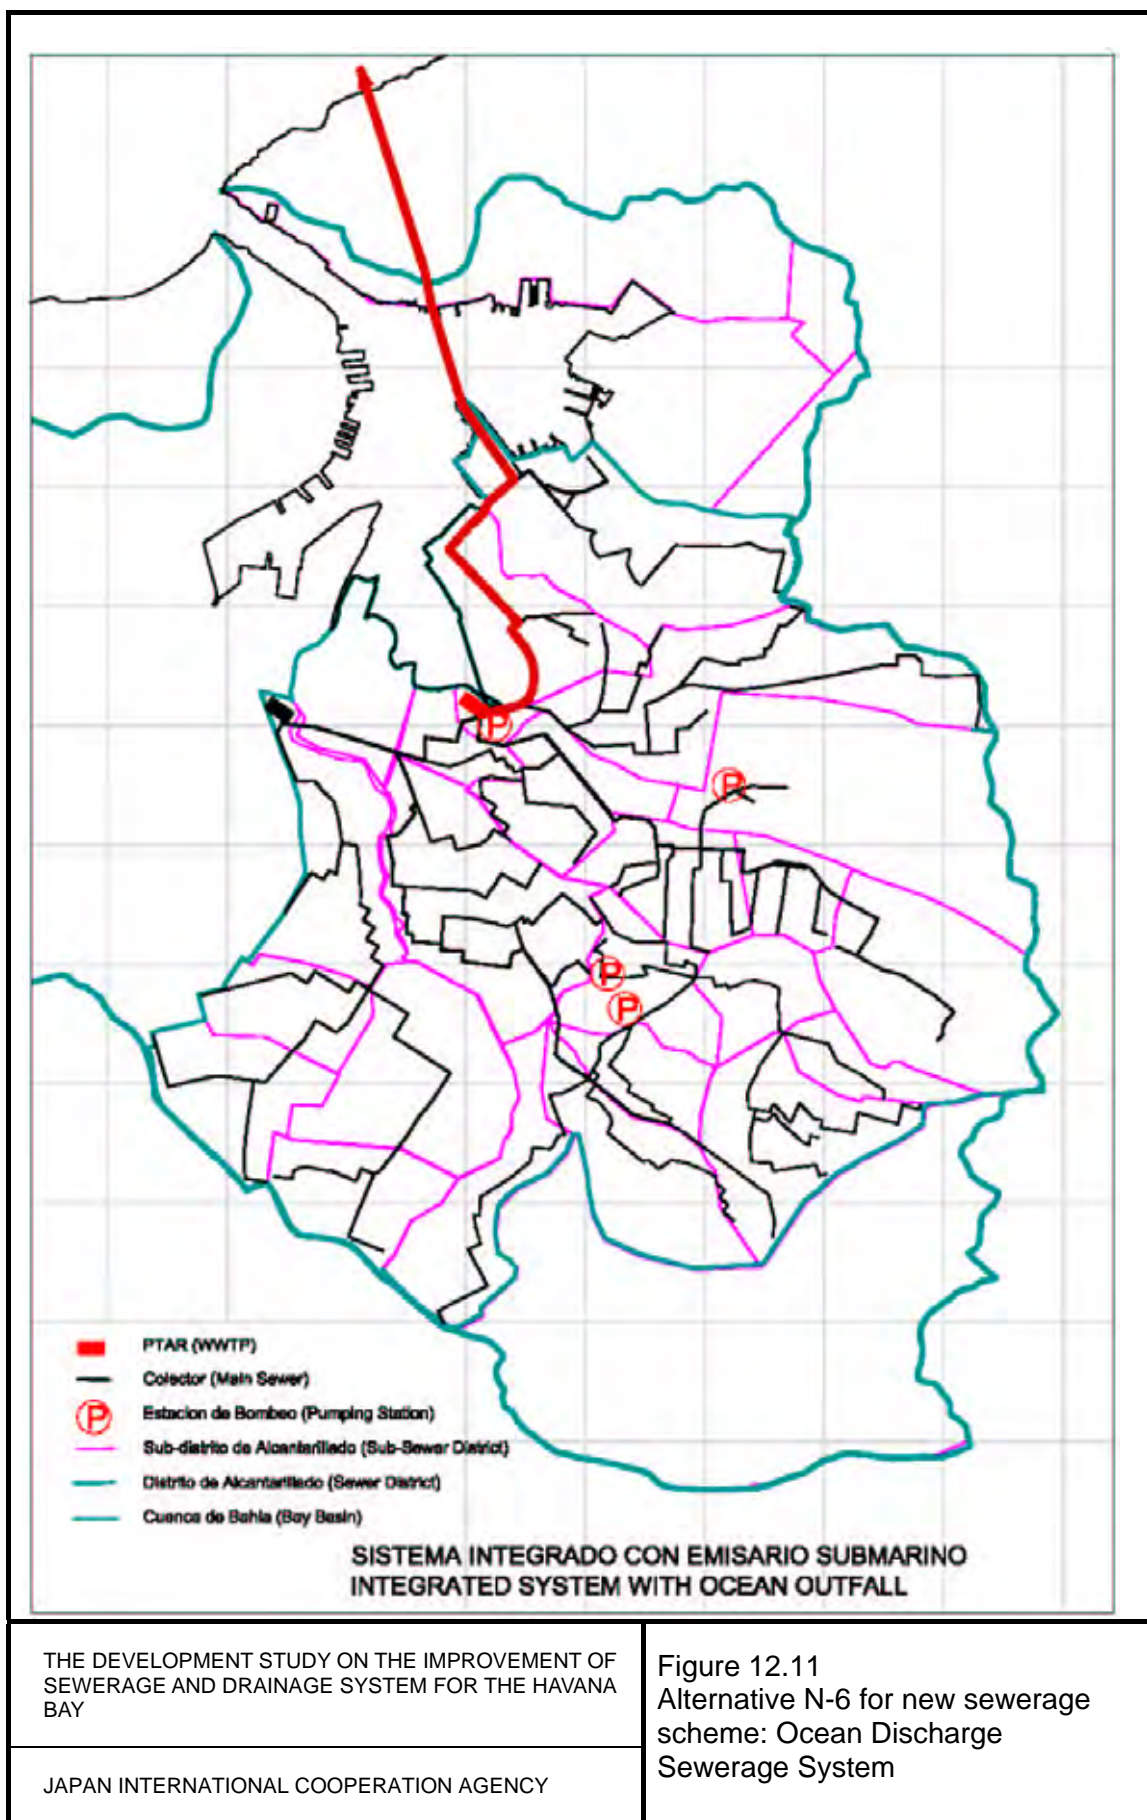 P
P
P
P
PTAR (WWTP)
Colector (Main Sewer)
P
Estacion de Bombeo (Pumping Station)
Sub-distrito de Alcantarillado (Sub-Sewer District)
Distrito de Alcantarillado (Sewer District)
Cuenca de Bahia (Bay Basin)
SISTEMA INTEGRADO CON EMISARIO SUBMARINO
INTEGRATED SYSTEM WITH OCEAN OUTFALL
THE DEVELOPMENT STUDY ON THE IMPROVEMENT OF
SEWERAGE AND DRAINAGE SYSTEM FOR THE HAVANA
BAY
JAPAN INTERNATIONAL COOPERATION AGENCY
Figure 12.11
Alternative N-6 for new sewerage
scheme: Ocean Discharge
Sewerage System